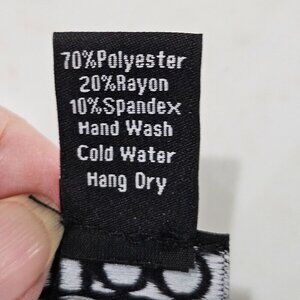 70%Polyester
20%Rayon
10%Spandex
Hand Wash
Cold Water
Hang Dry